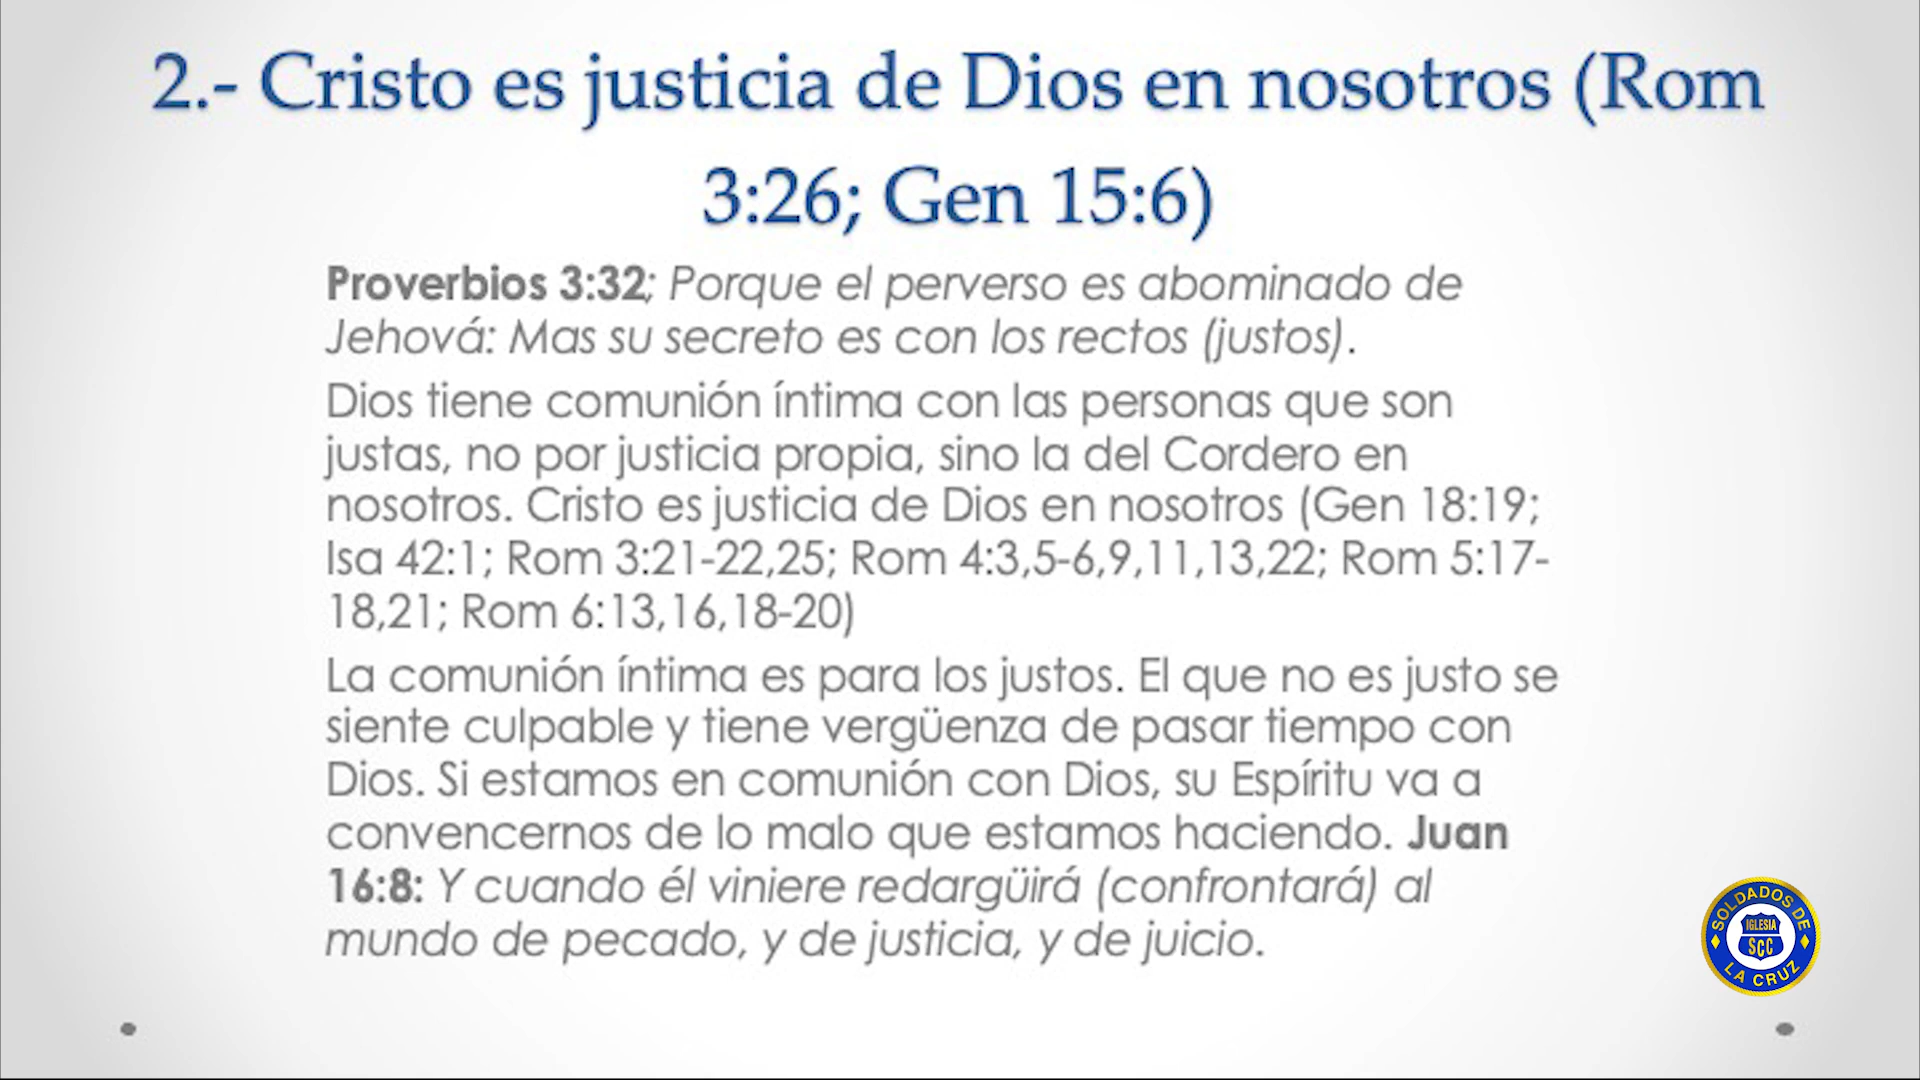 2.- Cristo es justicia de Dios en nosotros (Rom
3:26; Gen 15:6)
Proverbios 3:32; Porque el perverso es abominado de
Jehová: Mas su secreto es con los rectos (justos).
Dios tiene comunión íntima con las personas que son
justas, no por justicia propia, sino la del Cordero en
nosotros. Cristo es justicia de Dios en nosotros (Gen 18:19;
Isa 42:1; Rom 3:21-22,25; Rom 4:3,5-6,9,11,13,22; Rom 5:17-
18,21; Rom 6:13,16,18-20)
La comunión íntima es para los justos. El que no es justo se
siente culpable y tiene vergüenza de pasar tiempo con
Dios. Si estamos en comunión con Dios, su Espíritu va a
convencernos de lo malo que estamos haciendo. Juan
16:8: Y cuando él viniere redargüirá (confrontará) al
mundo de pecado, y de justicia, y de juicio.
SOLDADOS DE
IGLESIA
SCC
LA CRUZ